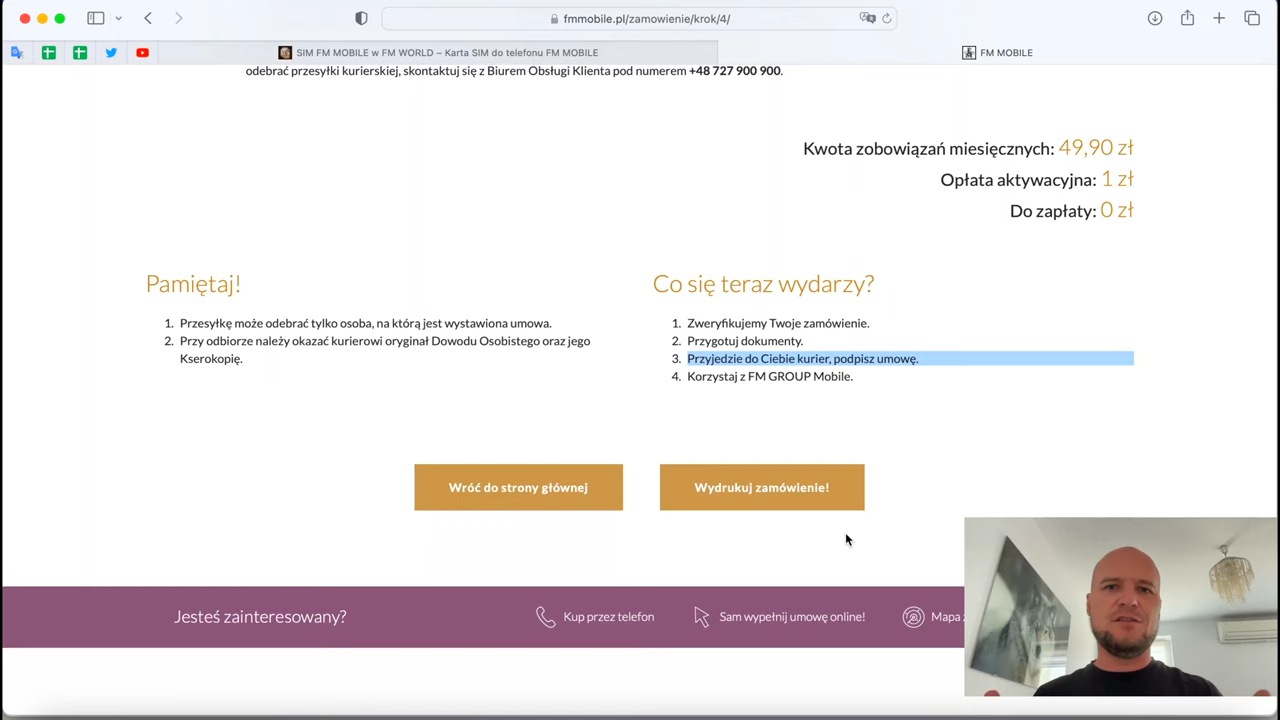 fmmobile.pl/zamowienie/krok/4/
SIM FM MOBILE w FM WORLD – Karta SIM do telefonu FM MOBILE
FM MOBILE
odebrać przesyłki kurierskiej, skontaktuj się z Biurem Obsługi Klienta pod numerem +48 727 900 900.
Kwota zobowiązań miesięcznych: 49,90 zł
Opłata aktywacyjna: 1 zł
Do zapłaty: 0 zł
Pamiętaj!
1. Przesyłkę może odebrać tylko osoba, na którą jest wystawiona umowa.
2. Przy odbiorze należy okazać kurierowi oryginał Dowodu Osobistego oraz jego
Kserokopię.
Co się teraz wydarzy?
1. Zweryfikujemy Twoje zamówienie.
2. Przygotuj dokumenty.
3. Przyjedzie do Ciebie kurier, podpisz umowę.
4. Korzystaj z FM GROUP Mobile.
Wróć do strony głównej
Wydrukuj zamówienie!
Jesteś zainteresowany?
Kup przez telefon
Sam wypełnij umowę online!
Mapa